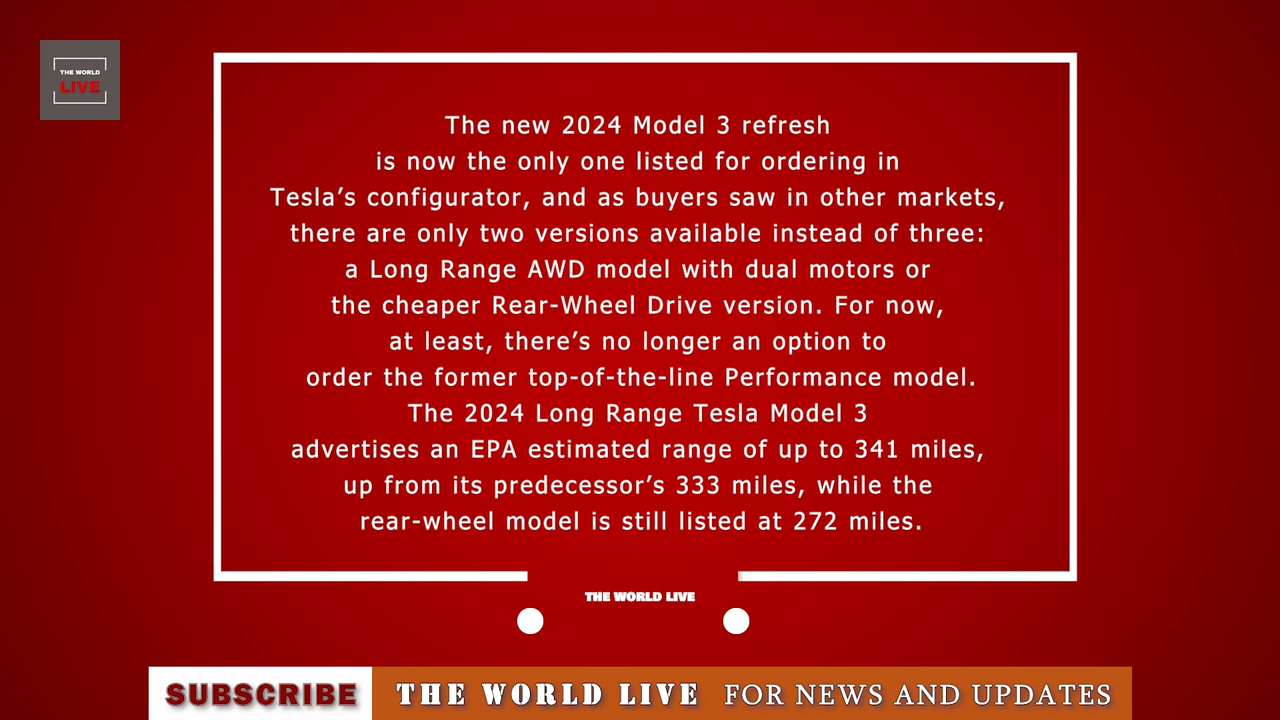 THE WORLD
LIVE
The new 2024 Model 3 refresh
is now the only one listed for ordering in
Tesla’s configurator, and as buyers saw in other markets,
there are only two versions available instead of three:
a Long Range AWD model with dual motors or
the cheaper Rear-Wheel Drive version. For now,
at least, there’s no longer an option to
order the former top-of-the-line Performance model.
The 2024 Long Range Tesla Model 3
advertises an EPA estimated range of up to 341 miles,
up from its predecessor’s 333 miles, while the
rear-wheel model is still listed at 272 miles.
THE WORLD LIVE
SUBSCRIBE THE WORLD LIVE FOR NEWS AND UPDATES